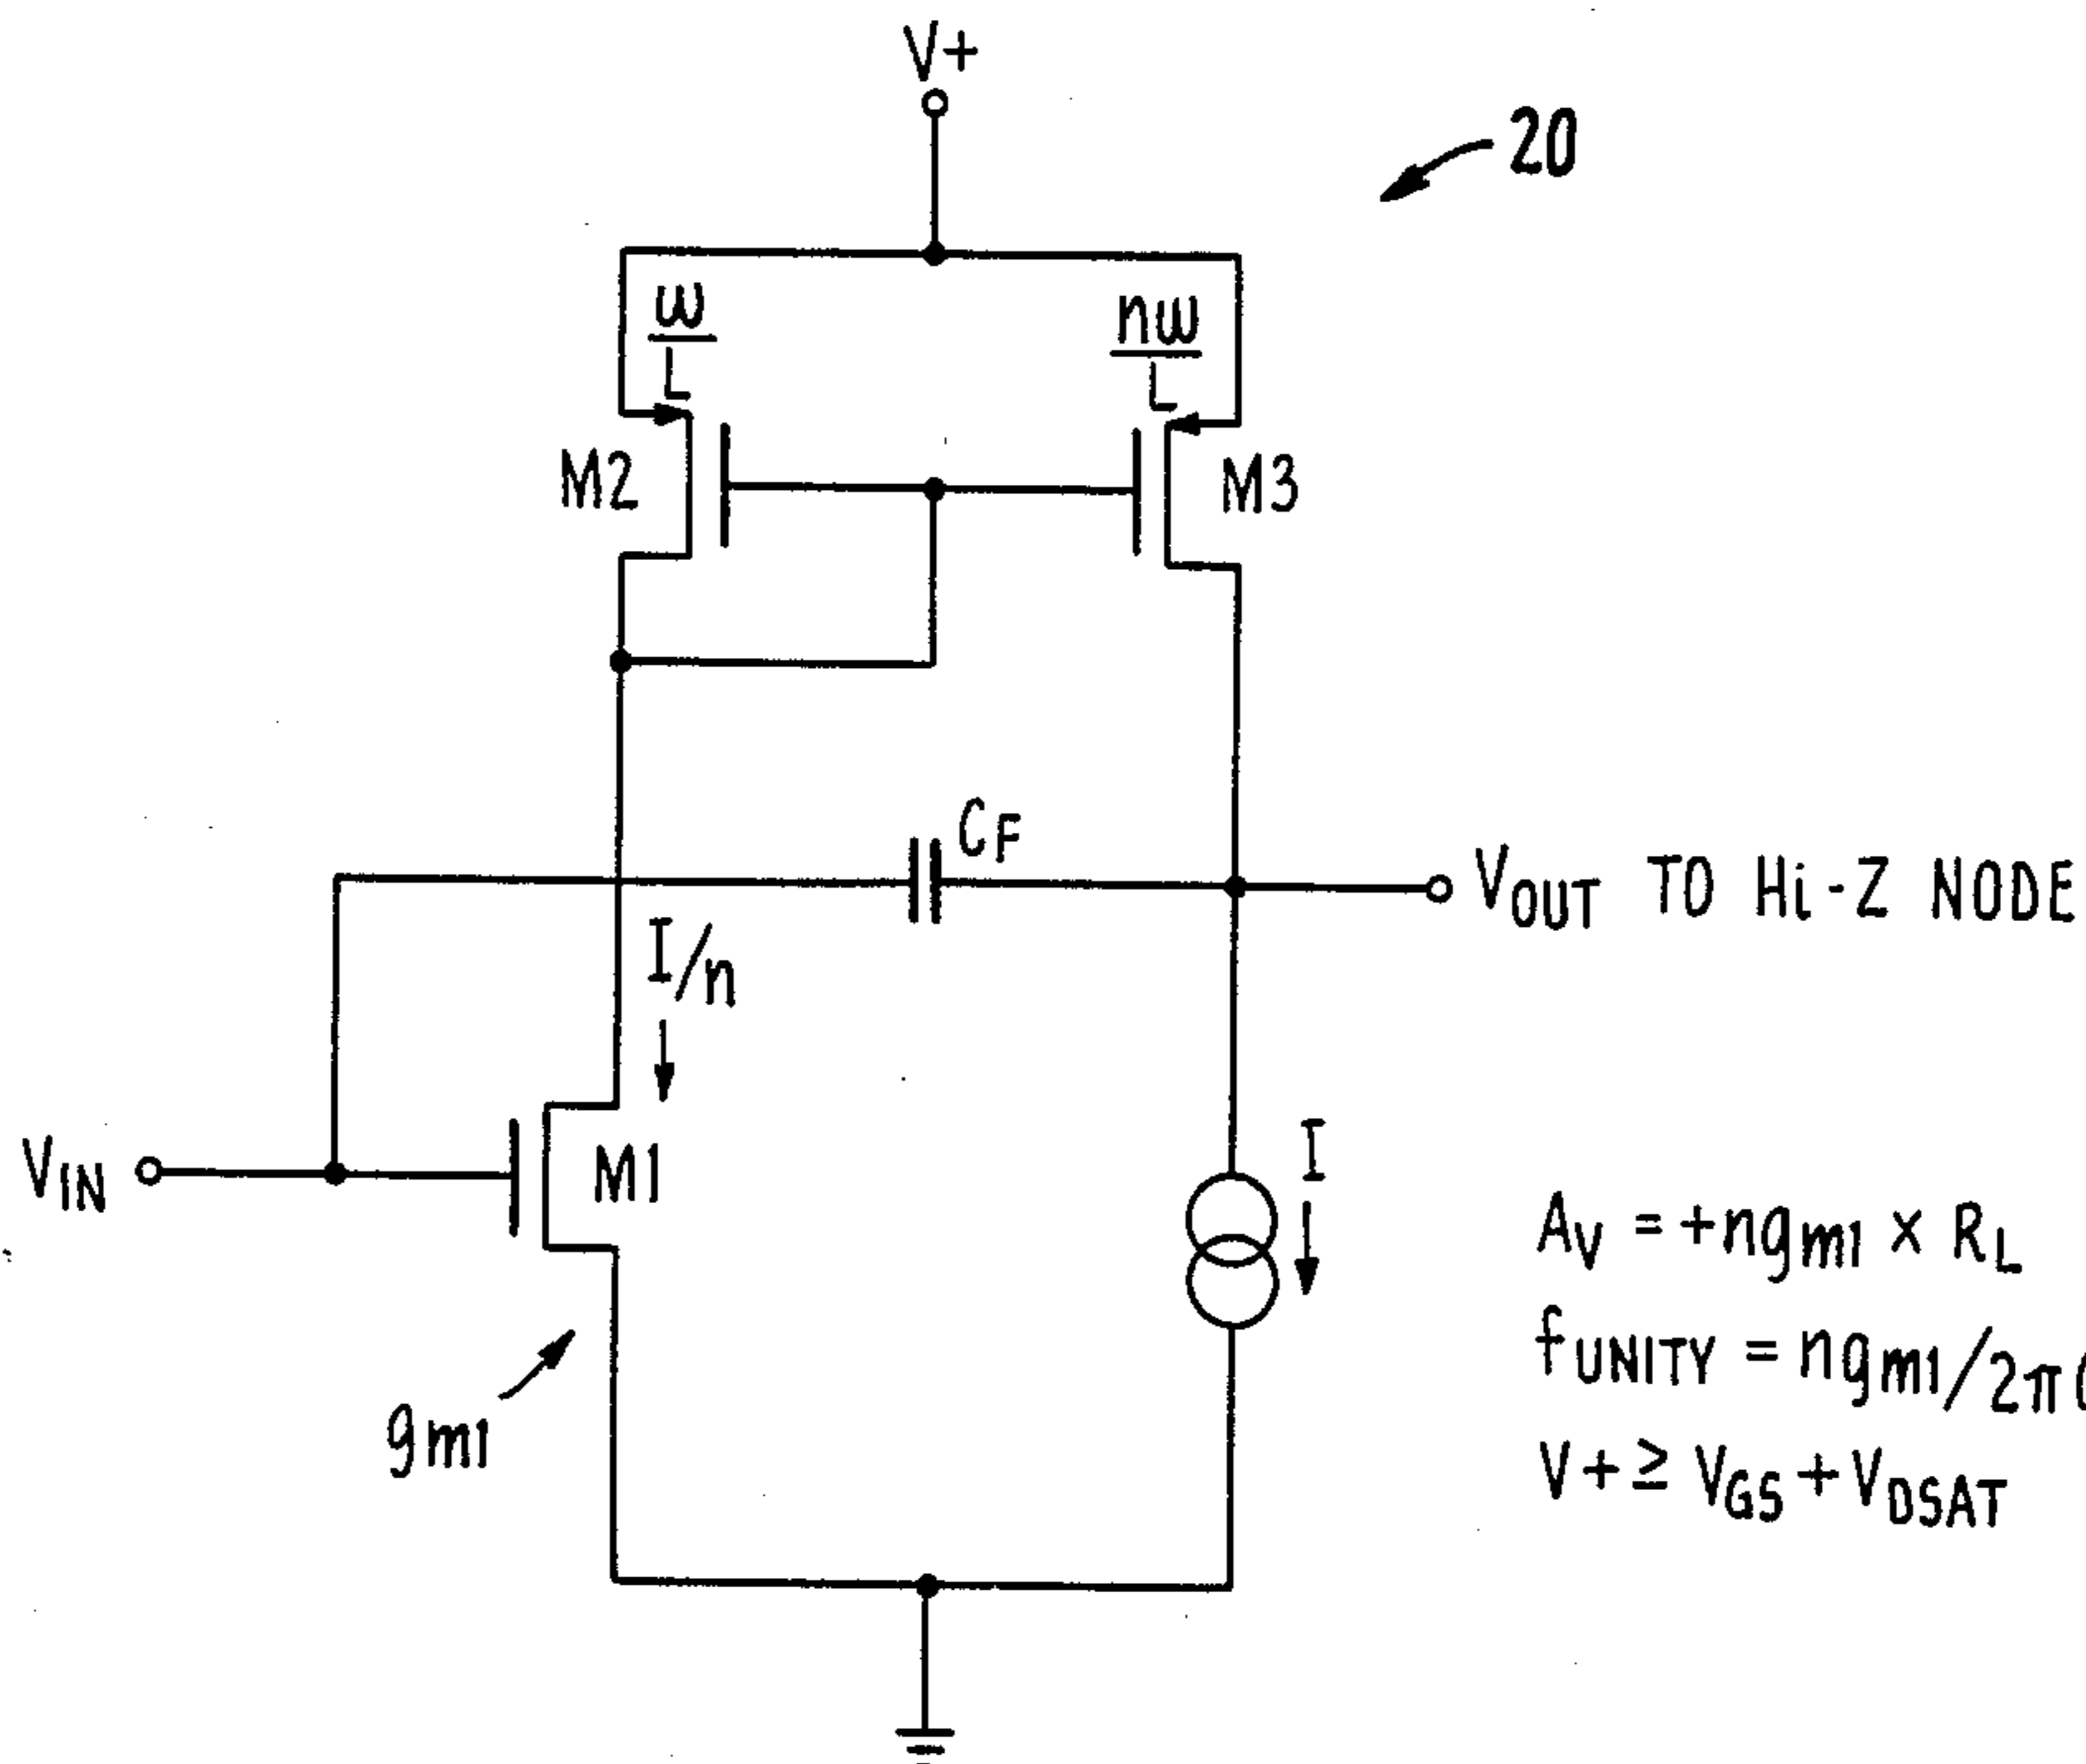 V+
20
W
L
nW
L
M2
M3
CF
VOUT TO Hi-Z NODE
I/n
VIN
M1
I
gm1
AV = +ngm1 x RL
fUNITY = ngm1/2π
V+ ≥ VGS + VDSAT